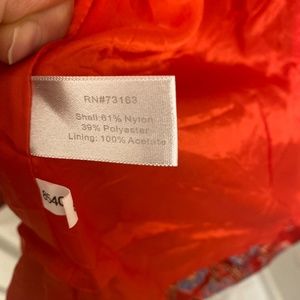 RN#73163
Shell:61% Nylon
39% Polyester
Lining: 100% Acetate